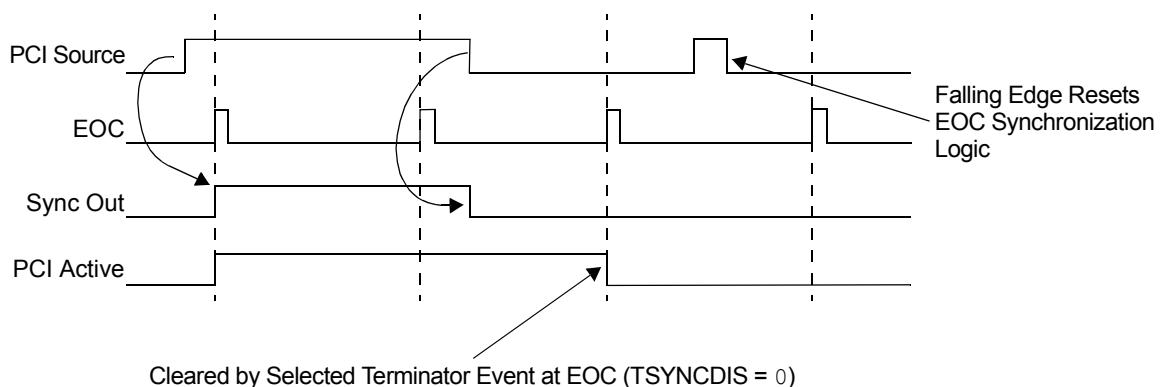 PCI Source
EOC
Sync Out
PCI Active
Falling Edge Resets
EOC Synchronization
Logic
Cleared by Selected Terminator Event at EOC (TSYNCDIS = 0)